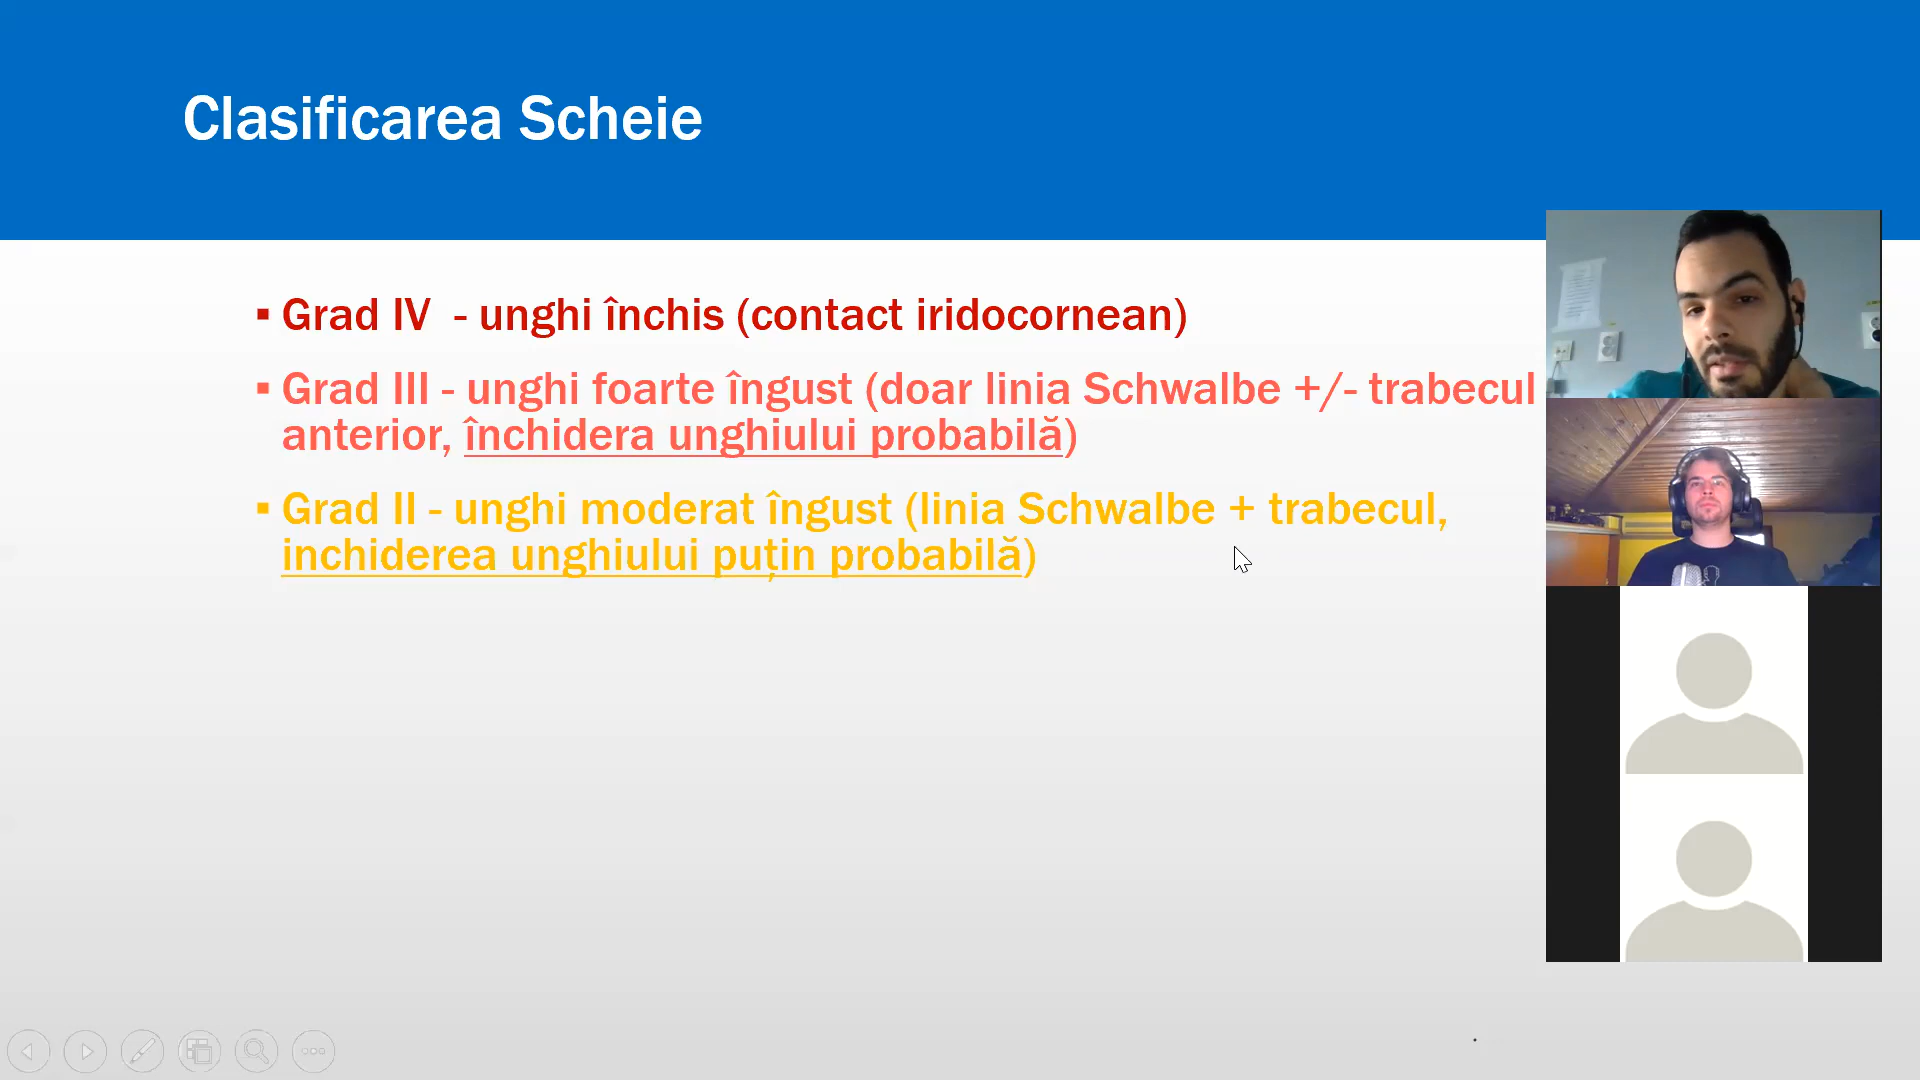 Clasificarea Scheie
▪ Grad IV - unghi închis (contact iridocornean)
▪ Grad III - unghi foarte îngust (doar linia Schwalbe +/- trabecul
anterior, închidera unghiului probabilă)
▪ Grad II - unghi moderat îngust (linia Schwalbe + trabecul,
inchiderea unghiului puțin probabilă)